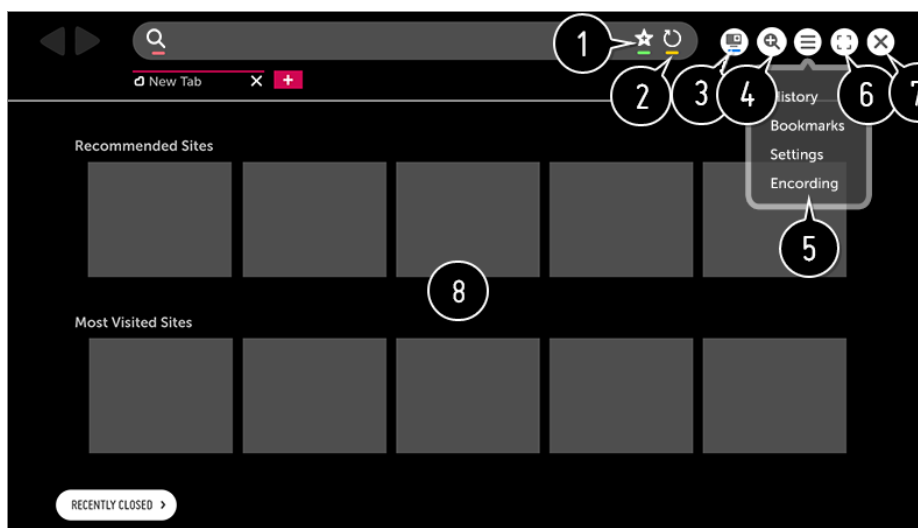 1
New Tab
2
3
4
History
6
7
Bookmarks
Settings
Encording
5
Recommended Sites
8
Most Visited Sites
RECENTLY CLOSED >